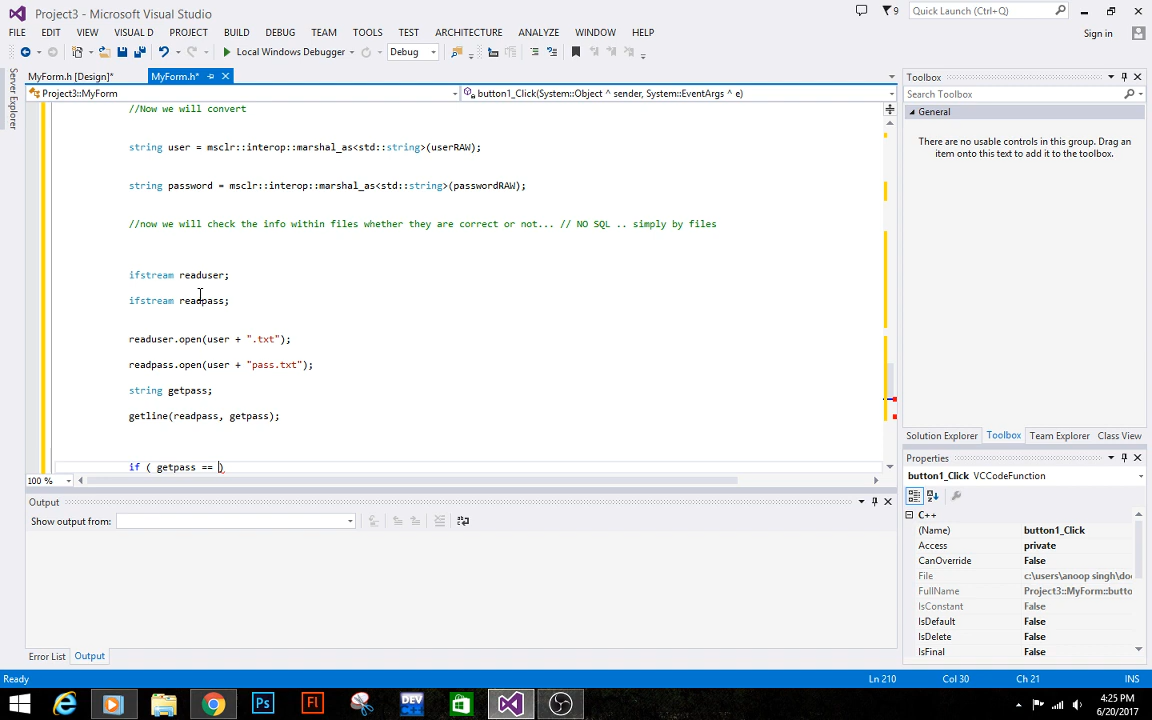 Project3 - Microsoft Visual Studio
9
Quick Launch (Ctrl+Q)
FILE EDIT VIEW VISUAL D PROJECT BUILD DEBUG TEAM TOOLS TEST ARCHITECTURE ANALYZE WINDOW HELP
Sign in
Local Windows Debugger
Debug
Server Explorer
MyForm.h [Design]*
MyForm.h*
Project3::MyForm
button1_Click(System::Object ^ sender, System::EventArgs ^ e)
//Now we will convert
string user = msclr::interop::marshal_as<std::string>(userRAW);
string password = msclr::interop::marshal_as<std::string>(passwordRAW);
//now we will check the info within files whether they are correct or not... // NO SQL .. simply by files
ifstream readuser;
ifstream readpass;
readuser.open(user + ".txt");
readpass.open(user + "pass.txt");
string getpass;
getline(readpass, getpass);
if ( getpass == )
100 %
Output
Show output from:
Error List
Output
Toolbox
Search Toolbox
General
There are no usable controls in this group. Drag an
item onto this text to add it to the toolbox.
Solution Explorer
Toolbox
Team Explorer
Class View
Properties
button1_Click VCCodeFunction
C++
(Name) button1_Click
Access private
CanOverride False
File c:\users\anoop singh\do
FullName Project3::MyForm::butto
IsConstant False
IsDefault False
IsDelete False
IsFinal False
Ready
Ln 210
Col 30
Ch 21
INS
Ps
Fl
DEV
4:25 PM
6/20/2017